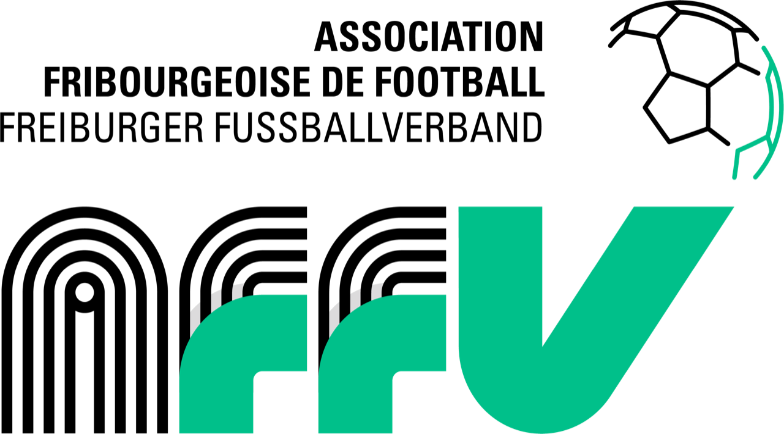 ASSOCIATION
FRIBOURGEOISE DE FOOTBALL
FREIBURGER FUSSBALLVERBAND
AFFV